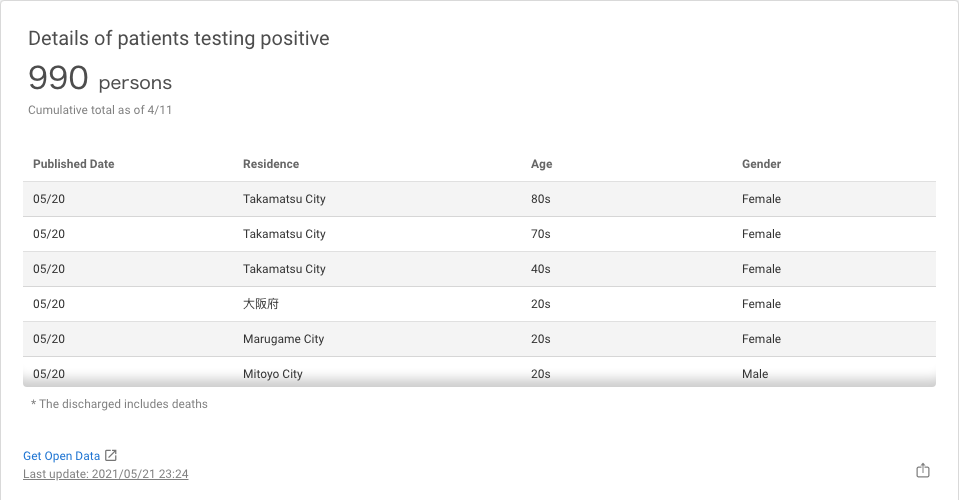 Details of patients testing positive
990 persons
Cumulative total as of 4/11
Published Date Residence Age Gender
05/20 Takamatsu City 80s Female
05/20 Takamatsu City 70s Female
05/20 Takamatsu City 40s Female
05/20 大阪府 20s Female
05/20 Marugame City 20s Female
05/20 Mitoyo City 20s Male
* The discharged includes deaths
Get Open Data
Last update: 2021/05/21 23:24